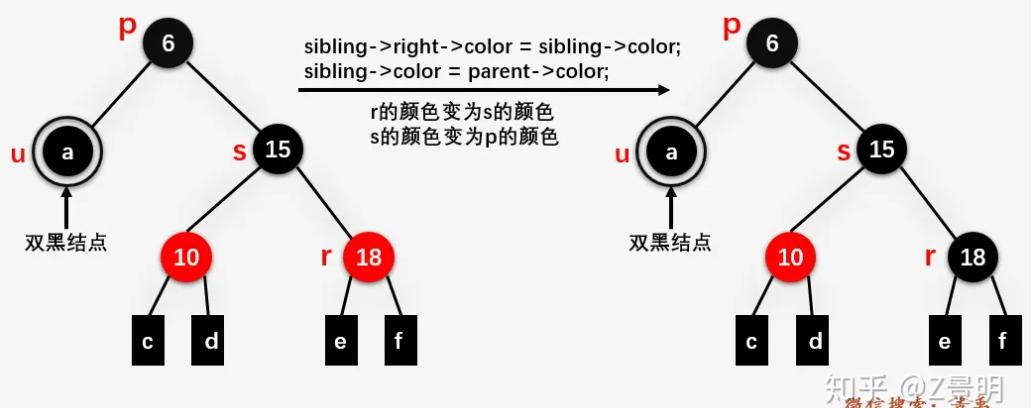 p
6
sibling->right->color = sibling->color;
sibling->color = parent->color;
r的颜色变为s的颜色
s的颜色变为p的颜色
p
6
u
a
s
15
u
a
s
15
双黑结点
双黑结点
10
r
18
10
r
18
c
d
e
f
c
d
e
f
知乎 @Z景明
微信搜索: